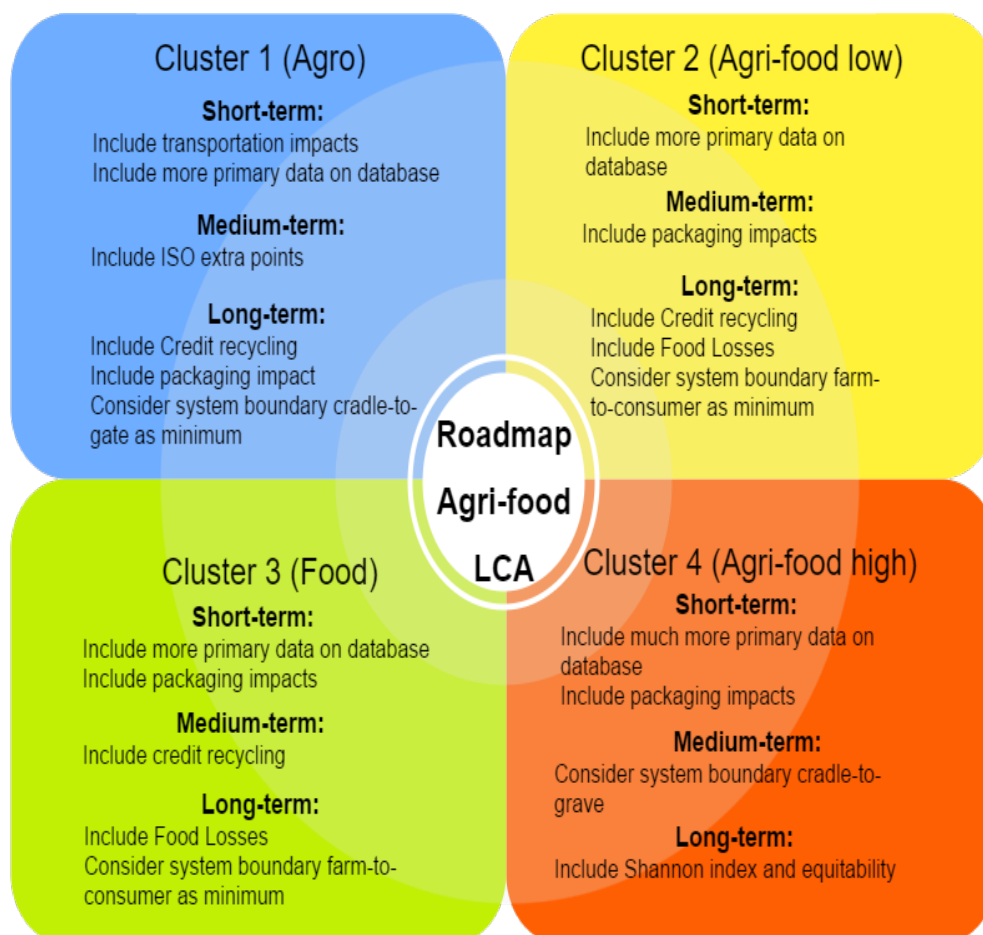 Cluster 1 (Agro)
Short-term:
Include transportation impacts
Include more primary data on database
Medium-term:
Include ISO extra points
Long-term:
Include Credit recycling
Include packaging impact
Consider system boundary cradle-to-
gate as minimum
Cluster 2 (Agri-food low)
Short-term:
Include more primary data on
database
Medium-term:
Include packaging impacts
Long-term:
Include Credit recycling
Include Food Losses
Consider system boundary farm-
to-consumer as minimum
Roadmap
Agri-food
LCA
Cluster 3 (Food)
Short-term:
Include more primary data on database
Include packaging impacts
Medium-term:
Include credit recycling
Long-term:
Include Food Losses
Consider system boundary farm-to-
consumer as minimum
Cluster 4 (Agri-food high)
Short-term:
Include much more primary data on
database
Include packaging impacts
Medium-term:
Consider system boundary cradle-to-
grave
Long-term:
Include Shannon index and equitability